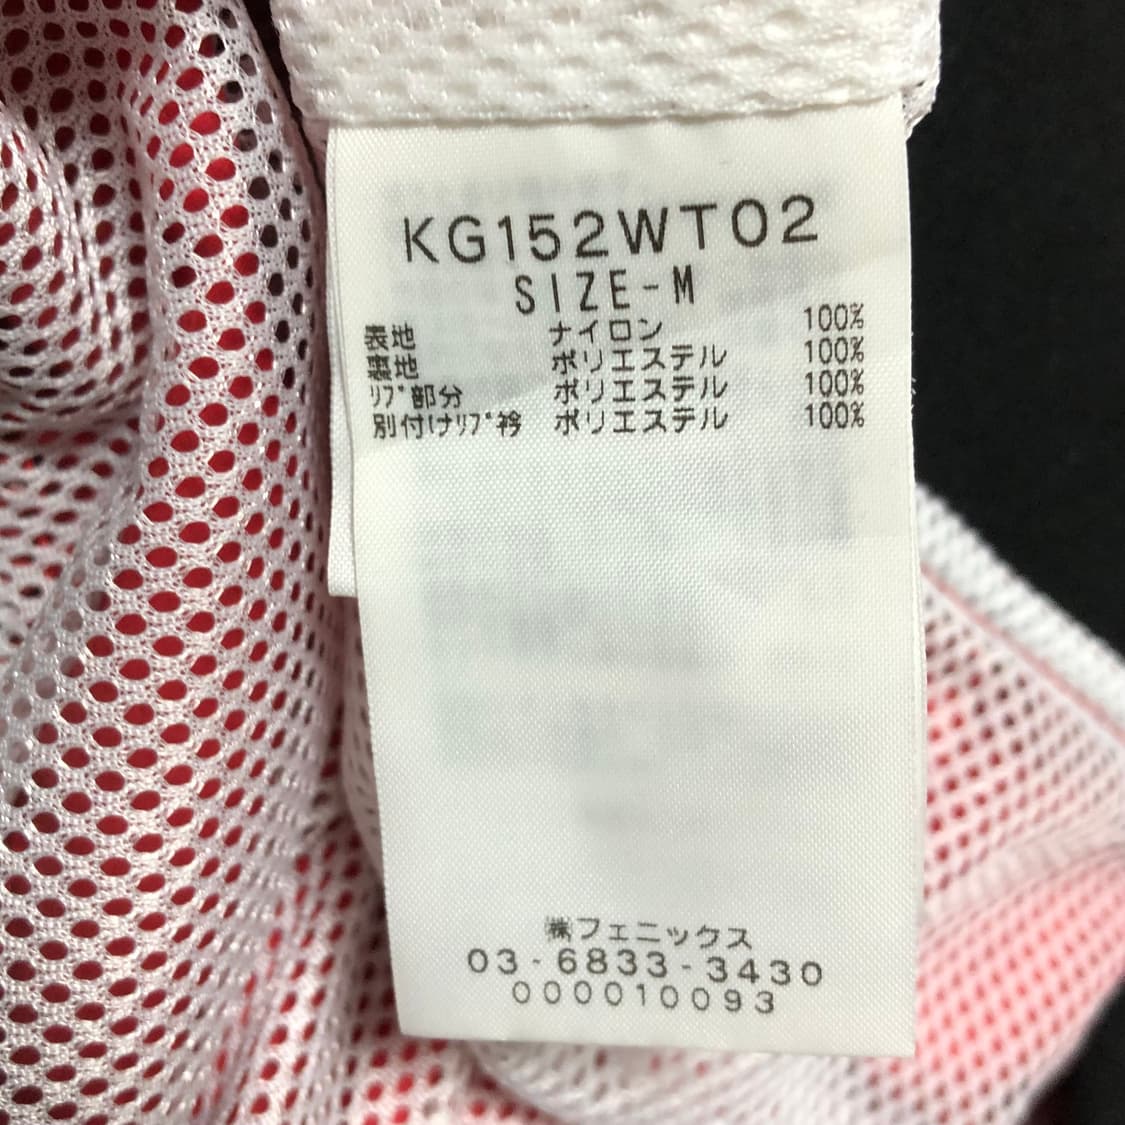 KG152WT02
SIZE-M
表地 ナイロン 100%
裏地 ポリエステル 100%
ﾘﾌﾞ部分 ポリエステル 100%
別付けﾘﾌﾞ衿 ポリエステル 100%
㈱フェニックス
03-6833-3430
000010093